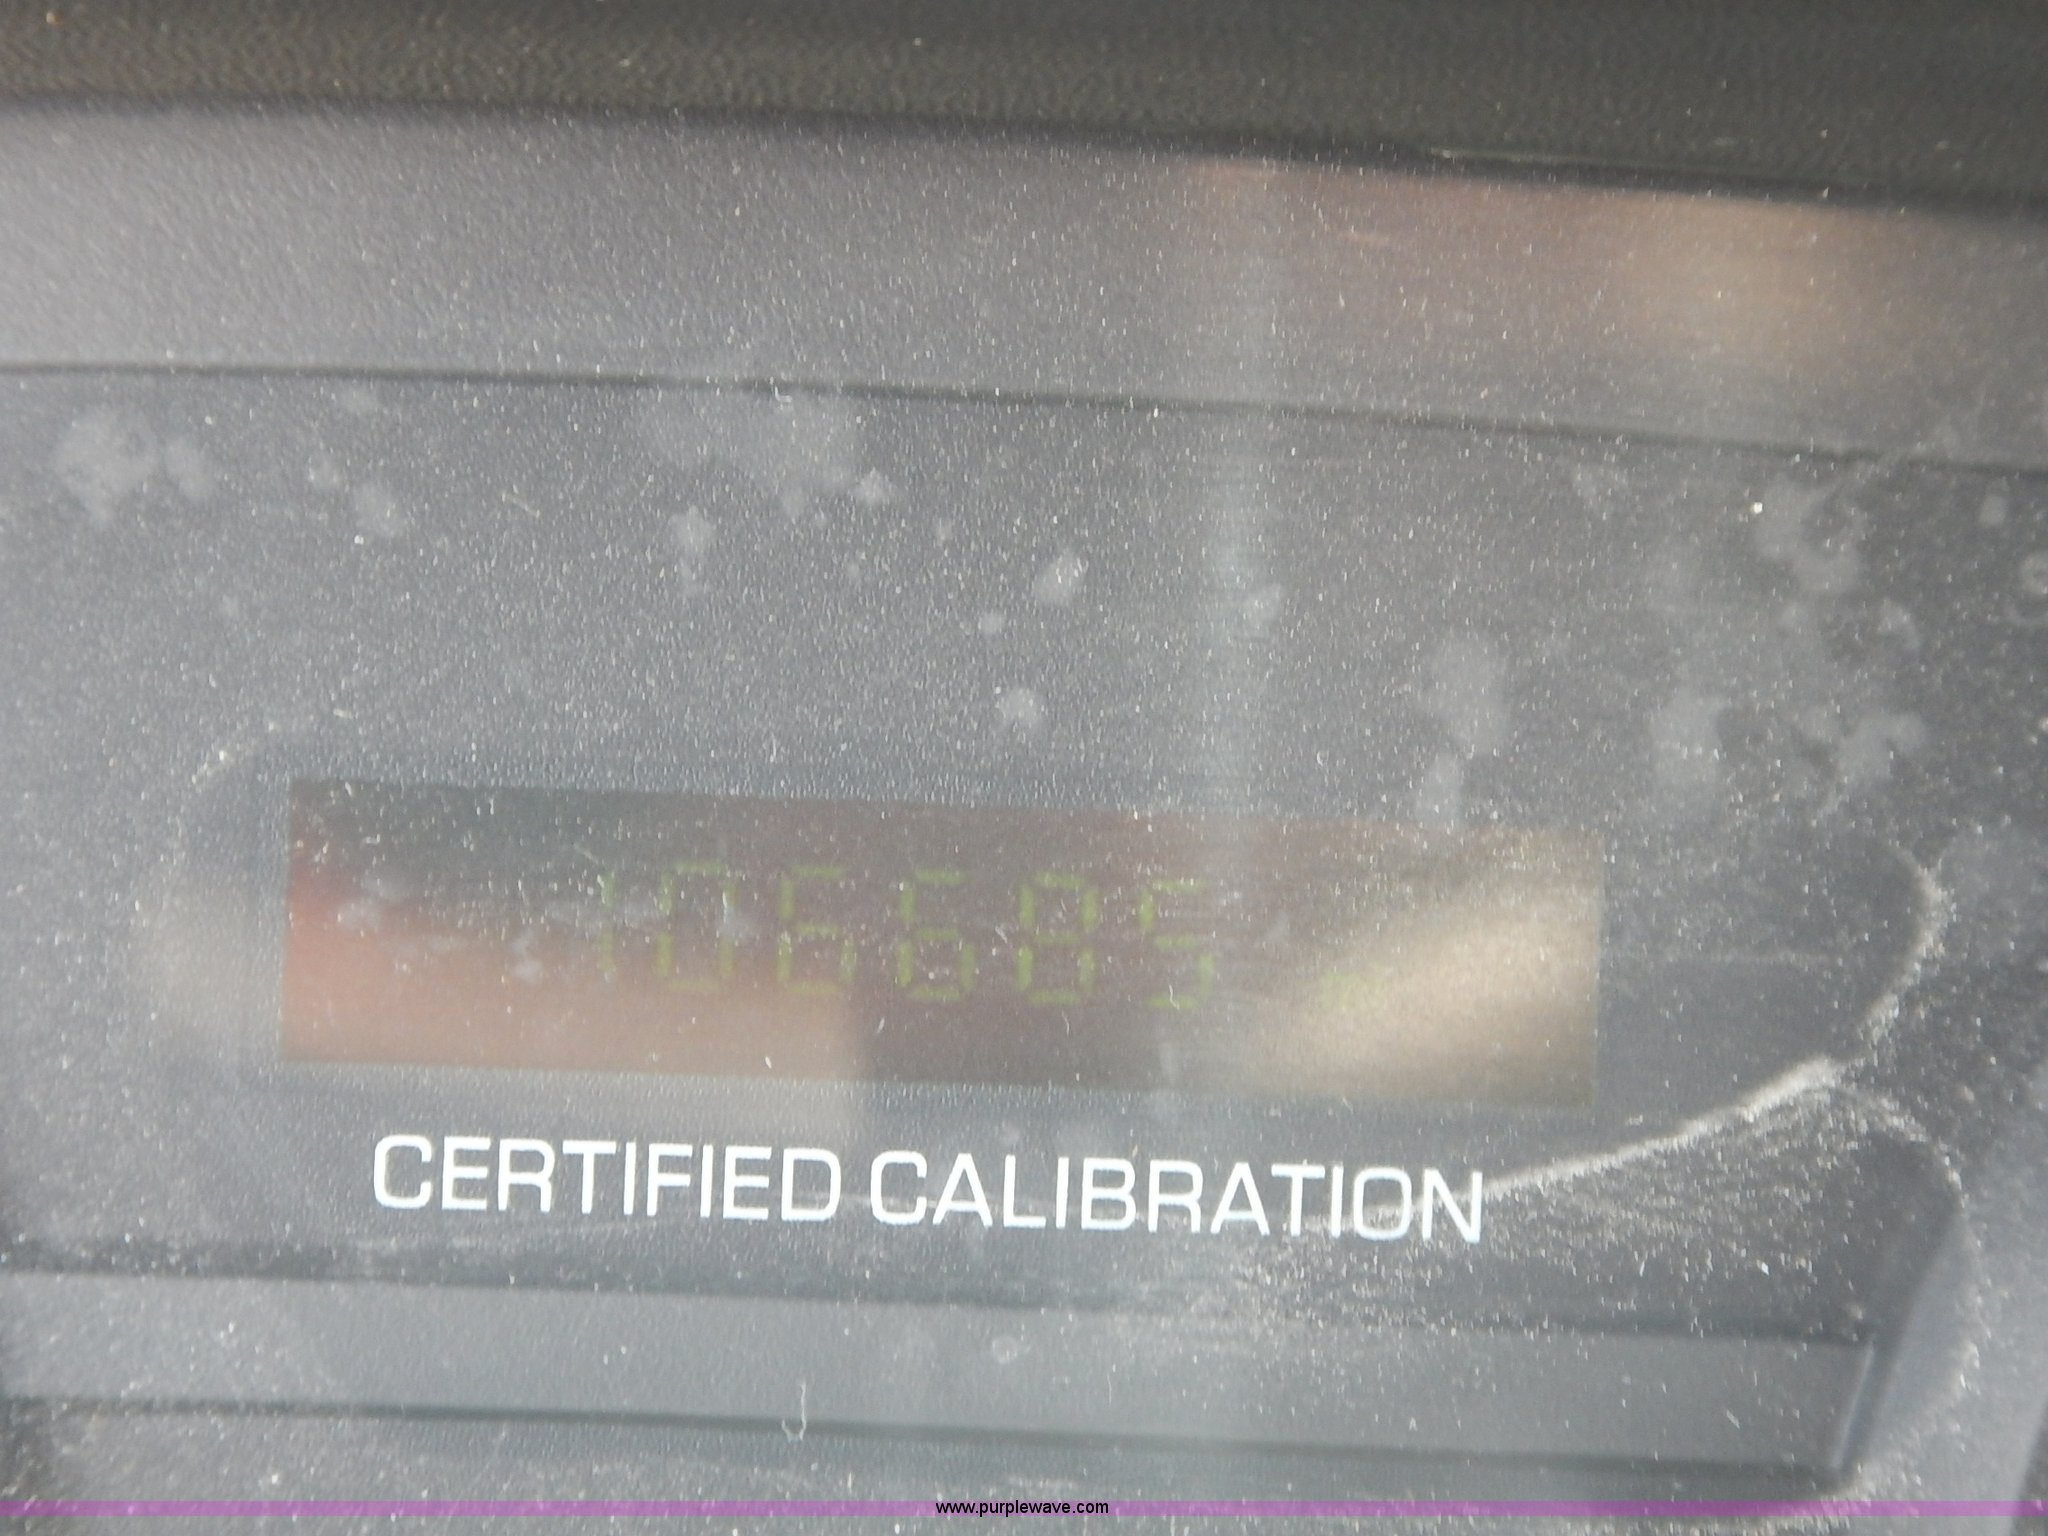 106685
CERTIFIED CALIBRATION
www.purplewave.com